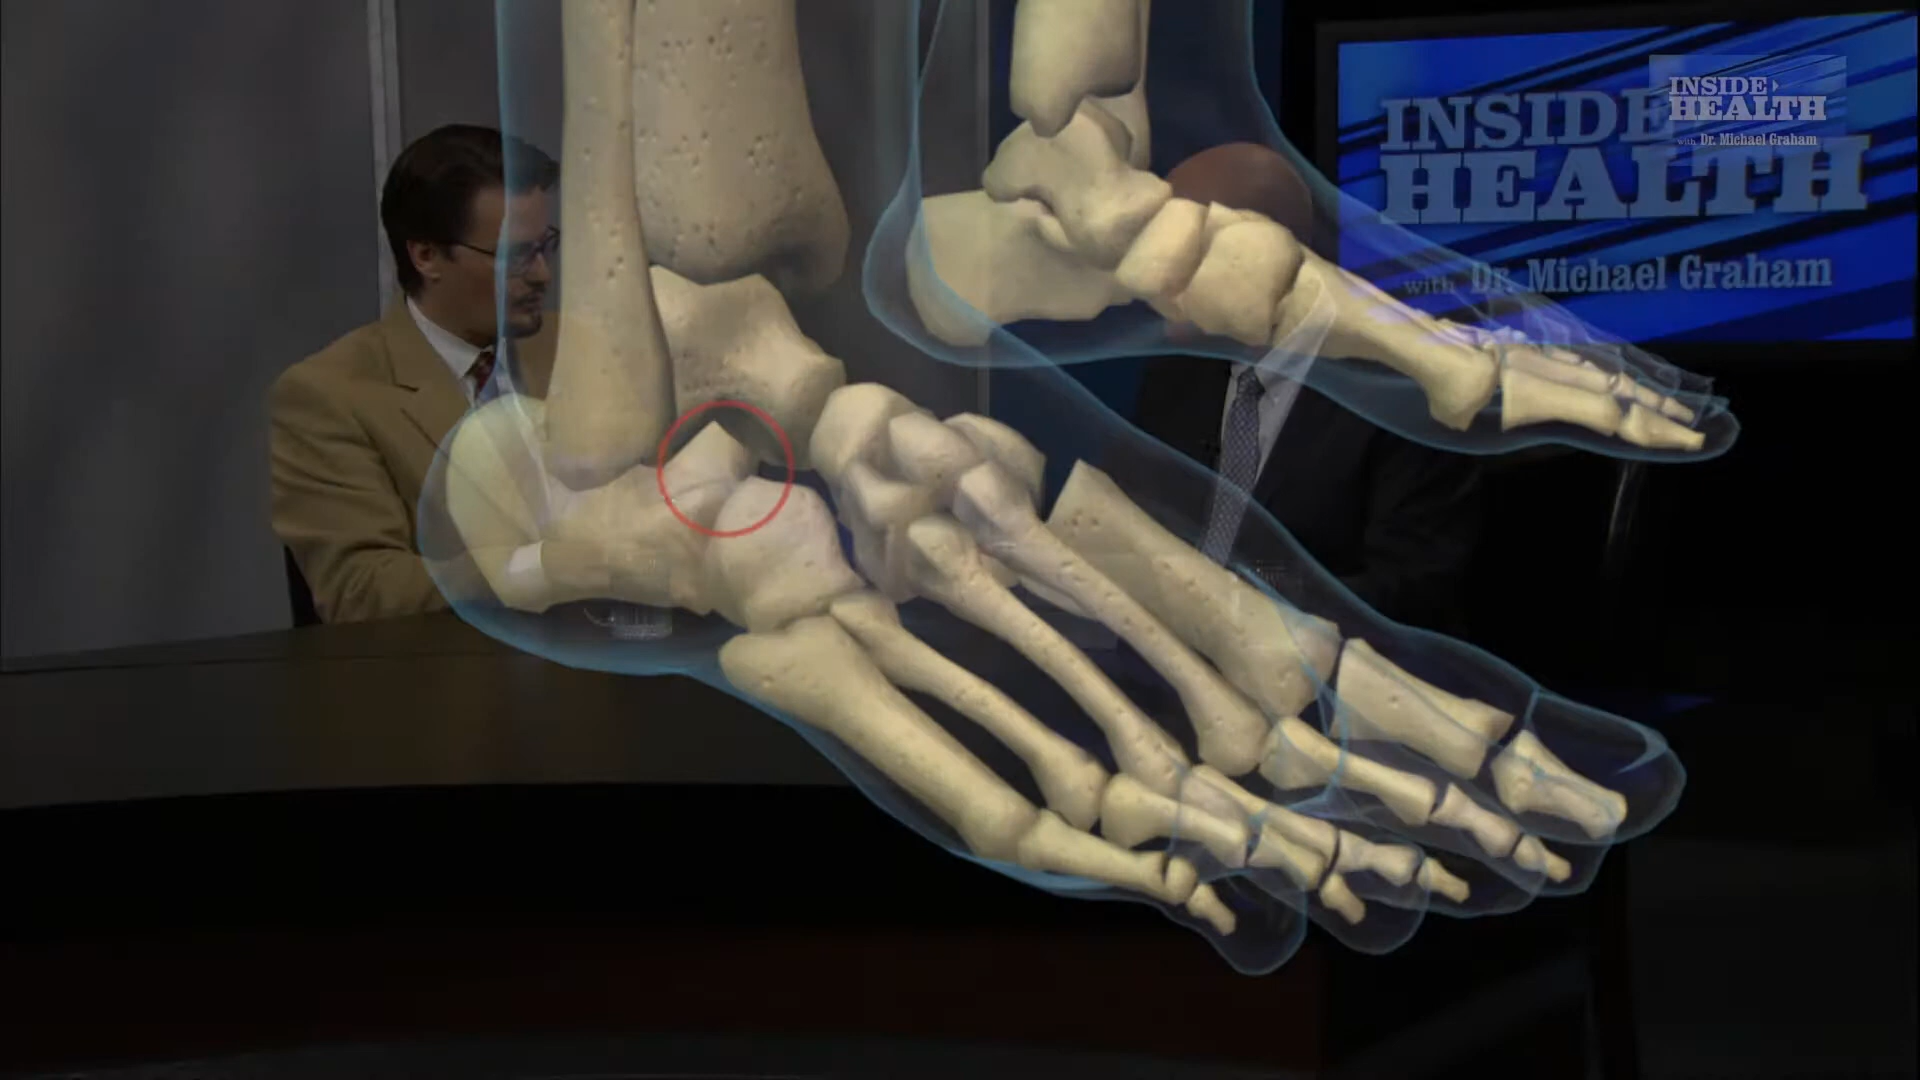 INSIDE
HEALTH
with Dr. Michael Graham
INSIDE
HEALTH
with Dr. Michael Graham